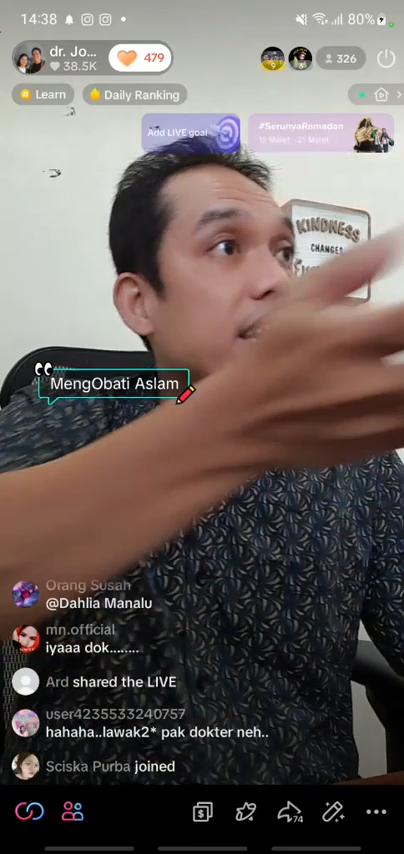 14:38
80%
dr. Jo...
38.5K
479
326
Learn
Daily Ranking
Add LIVE goal
#SerunyaRamadan
KINDNESS
CHANGES
MengObati Aslam
Orang Susah
@Dahlia Manalu
mn.official
iyaaa dok........
Ard shared the LIVE
user4235533240757
hahaha..lawak2* pak dokter neh..
Sciska Purba joined
74